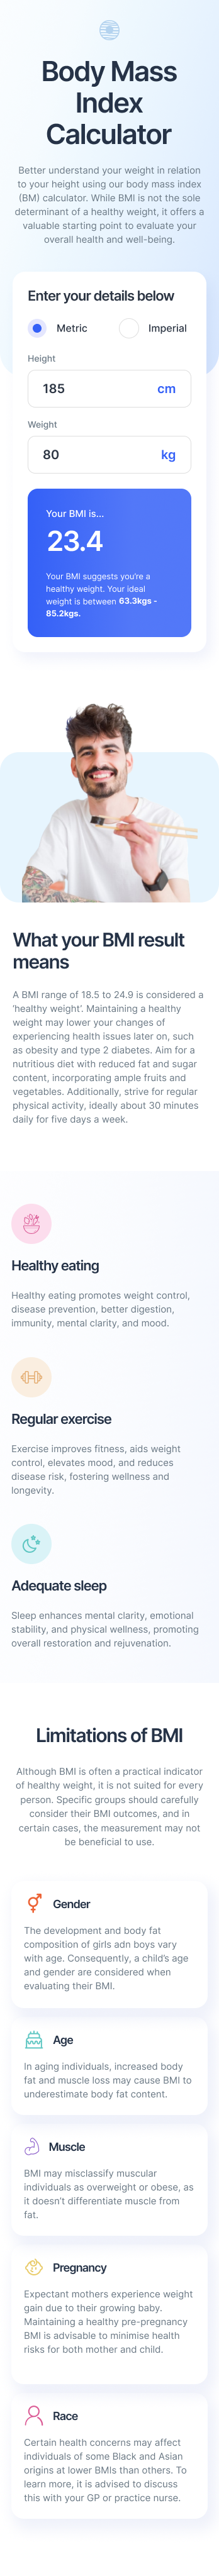 Body Mass
Index
Calculator
Better understand your weight in relation
to your height using our body mass index
(BM) calculator. While BMI is not the sole
determinant of a healthy weight, it offers a
valuable starting point to evaluate your
overall health and well-being.
Enter your details below
Metric Imperial
Height
185 cm
Weight
80 kg
Your BMI is...
23.4
Your BMI suggests you're a
healthy weight. Your ideal
weight is between 63.3kgs -
85.2kgs.
What your BMI result
means
A BMI range of 18.5 to 24.9 is considered a
'healthy weight'. Maintaining a healthy
weight may lower your changes of
experiencing health issues later on, such
as obesity and type 2 diabetes. Aim for a
nutritious diet with reduced fat and sugar
content, incorporating ample fruits and
vegetables. Additionally, strive for regular
physical activity, ideally about 30 minutes
daily for five days a week.
Healthy eating
Healthy eating promotes weight control,
disease prevention, better digestion,
immunity, mental clarity, and mood.
Regular exercise
Exercise improves fitness, aids weight
control, elevates mood, and reduces
disease risk, fostering wellness and
longevity.
Adequate sleep
Sleep enhances mental clarity, emotional
stability, and physical wellness, promoting
overall restoration and rejuvenation.
Limitations of BMI
Although BMI is often a practical indicator
of healthy weight, it is not suited for every
person. Specific groups should carefully
consider their BMI outcomes, and in
certain cases, the measurement may not
be beneficial to use.
Gender
The development and body fat
composition of girls adn boys vary
with age. Consequently, a child's age
and gender are considered when
evaluating their BMI.
Age
In aging individuals, increased body
fat and muscle loss may cause BMI to
underestimate body fat content.
Muscle
BMI may misclassify muscular
individuals as overweight or obese, as
it doesn't differentiate muscle from
fat.
Pregnancy
Expectant mothers experience weight
gain due to their growing baby.
Maintaining a healthy pre-pregnancy
BMI is advisable to minimise health
risks for both mother and child.
Race
Certain health concerns may affect
individuals of some Black and Asian
origins at lower BMIs than others. To
learn more, it is advised to discuss
this with your GP or practice nurse.